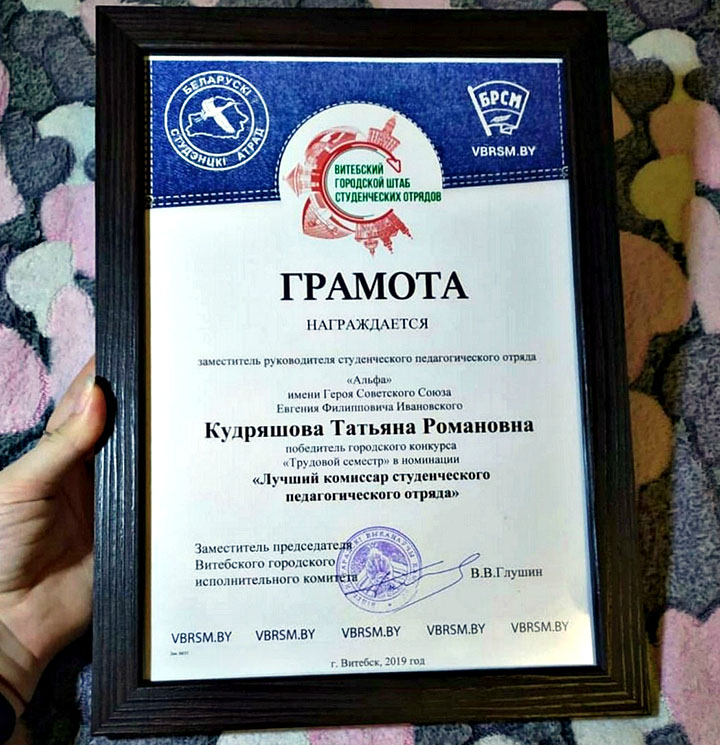 БЕЛАРУСКІ
СТУДЭНЦКІ АТРАД
БРСМ
VBRSM.BY
ВИТЕБСКИЙ
ГОРОДСКОЙ ШТАБ
СТУДЕНЧЕСКИХ ОТРЯДОВ
ГРАМОТА
НАГРАЖДАЕТСЯ
заместитель руководителя студенческого педагогического отряда
«Альфа»
имени Героя Советского Союза
Евгения Филипповича Ивановского
Кудряшова Татьяна Романовна
победитель городского конкурса
«Трудовой семестр» в номинации
«Лучший комиссар студенческого
педагогического отряда»
Заместитель председателя
Витебского городского
исполнительного комитета
В.В.Глушин
VBRSM.BY VBRSM.BY VBRSM.BY VBRSM.BY VBRSM.BY
г. Витебск, 2019 год